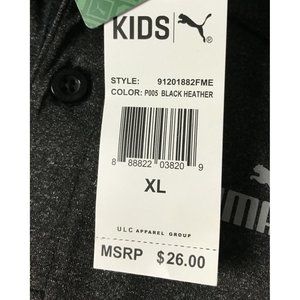 KIDS
STYLE: 91201882FME
COLOR: P005 BLACK HEATHER
8 88822 03820 9
XL
ULC APPAREL GROUP
MSRP $26.00